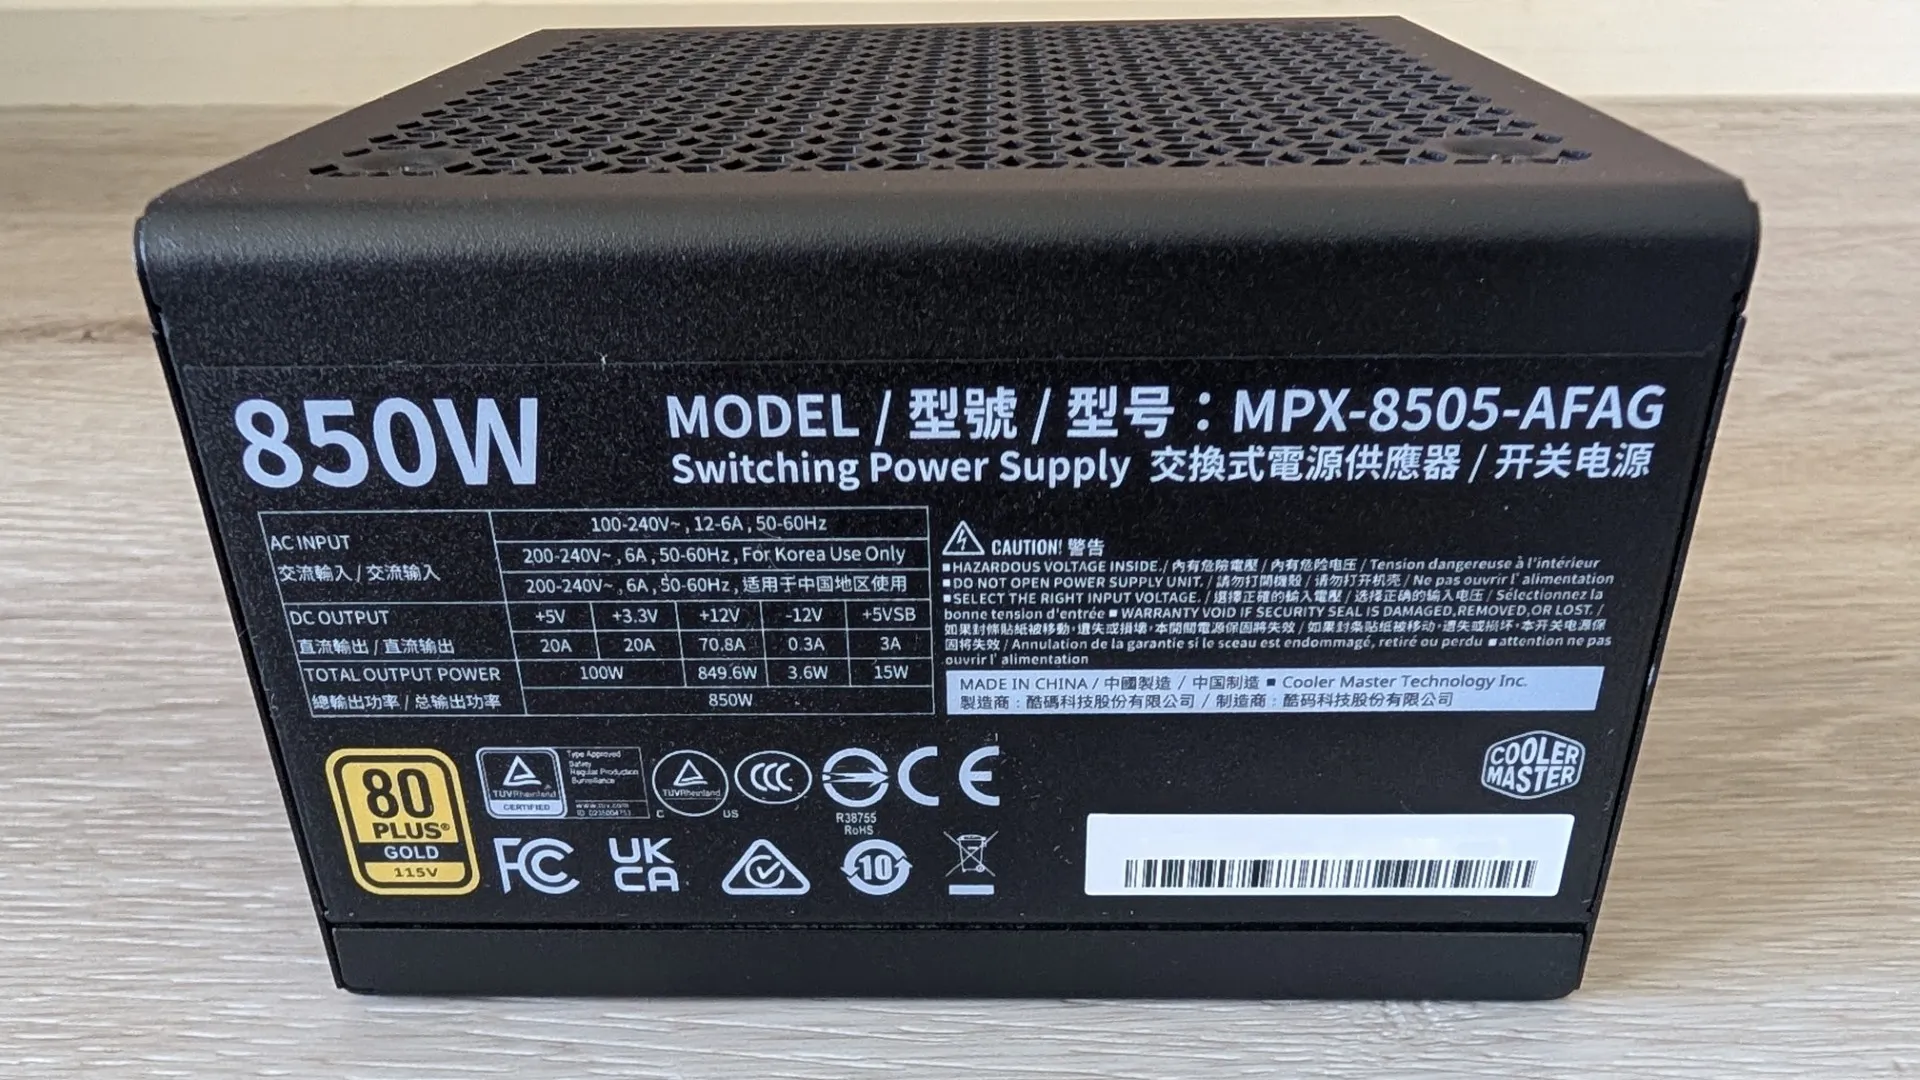 850W
MODEL / 型號 / 型号：MPX-8505-AFAG
Switching Power Supply 交換式電源供應器 / 开关电源
AC INPUT
交流輸入 / 交流输入
100-240V~, 12-6A, 50-60Hz
200-240V~, 6A, 50-60Hz, For Korea Use Only
200-240V~, 6A, 50-60Hz, 适用于中国地区使用
DC OUTPUT
直流輸出 / 直流输出
+5V +3.3V +12V -12V +5VSB
20A 20A 70.8A 0.3A 3A
TOTAL OUTPUT POWER
總輸出功率 / 总输出功率
100W 849.6W 3.6W 15W
850W
CAUTION! 警告
■HAZARDOUS VOLTAGE INSIDE. / 內有危險電壓 / 内有危险电压 / Tension dangereuse à l'intérieur
■DO NOT OPEN POWER SUPPLY UNIT. / 請勿打開機殼 / 请勿打开机壳 / Ne pas ouvrir l'alimentation
■SELECT THE RIGHT INPUT VOLTAGE. / 選擇正確的輸入電壓 / 选择正确的输入电压 / Sélectionnez la
bonne tension d'entrée ■ WARRANTY VOID IF SECURITY SEAL IS DAMAGED,REMOVED,OR LOST. /
如果封條貼紙被移動，遺失或損壞，本開關電源保固將失效 / 如果封条贴纸被移动，遗失或损坏，本开关电源保
固将失效 / Annulation de la garantie si le sceau est endommagé, retiré ou perdu ■attention ne pas
ouvrir l'alimentation
MADE IN CHINA / 中國製造 / 中国制造 ■ Cooler Master Technology Inc.
製造商：酷碼科技股份有限公司 / 制造商：酷码科技股份有限公司
80
PLUS®
GOLD
115V
TÜVRheinland
CERTIFIED
Type Approved
Safety
Regular Production
Surveillance
www.tuv.com
TÜVRheinland
C US
CCC
R38755
RoHS
CE
COOLER
MASTER
FC
UK
CA
10